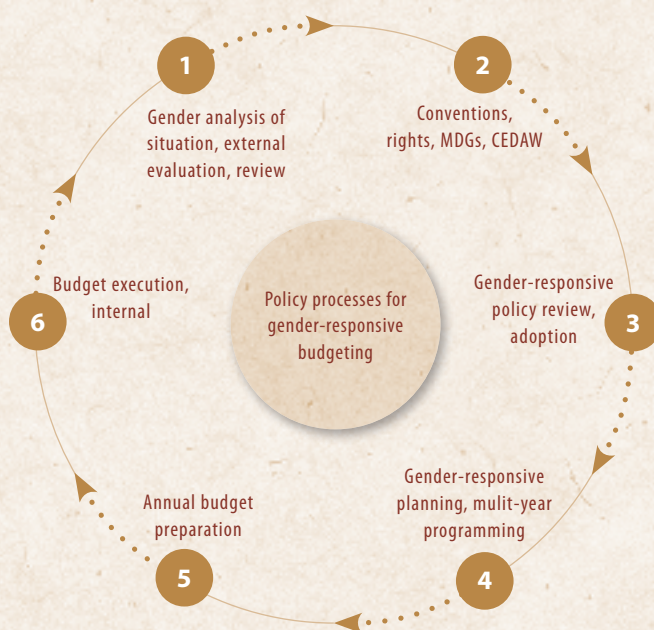 1
Gender analysis of
situation, external
evaluation, review
2
Conventions,
rights, MDGs, CEDAW
3
Gender-responsive
policy review,
adoption
4
Gender-responsive
planning, mulit-year
programming
5
Annual budget
preparation
6
Budget execution,
internal
Policy processes for
gender-responsive
budgeting